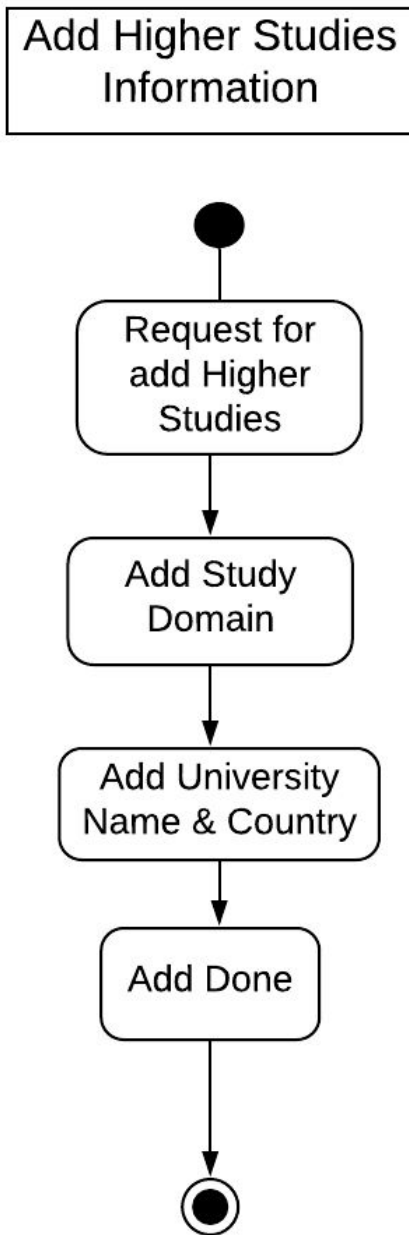 Add Higher Studies
Information
Request for
add Higher
Studies
Add Study
Domain
Add University
Name & Country
Add Done